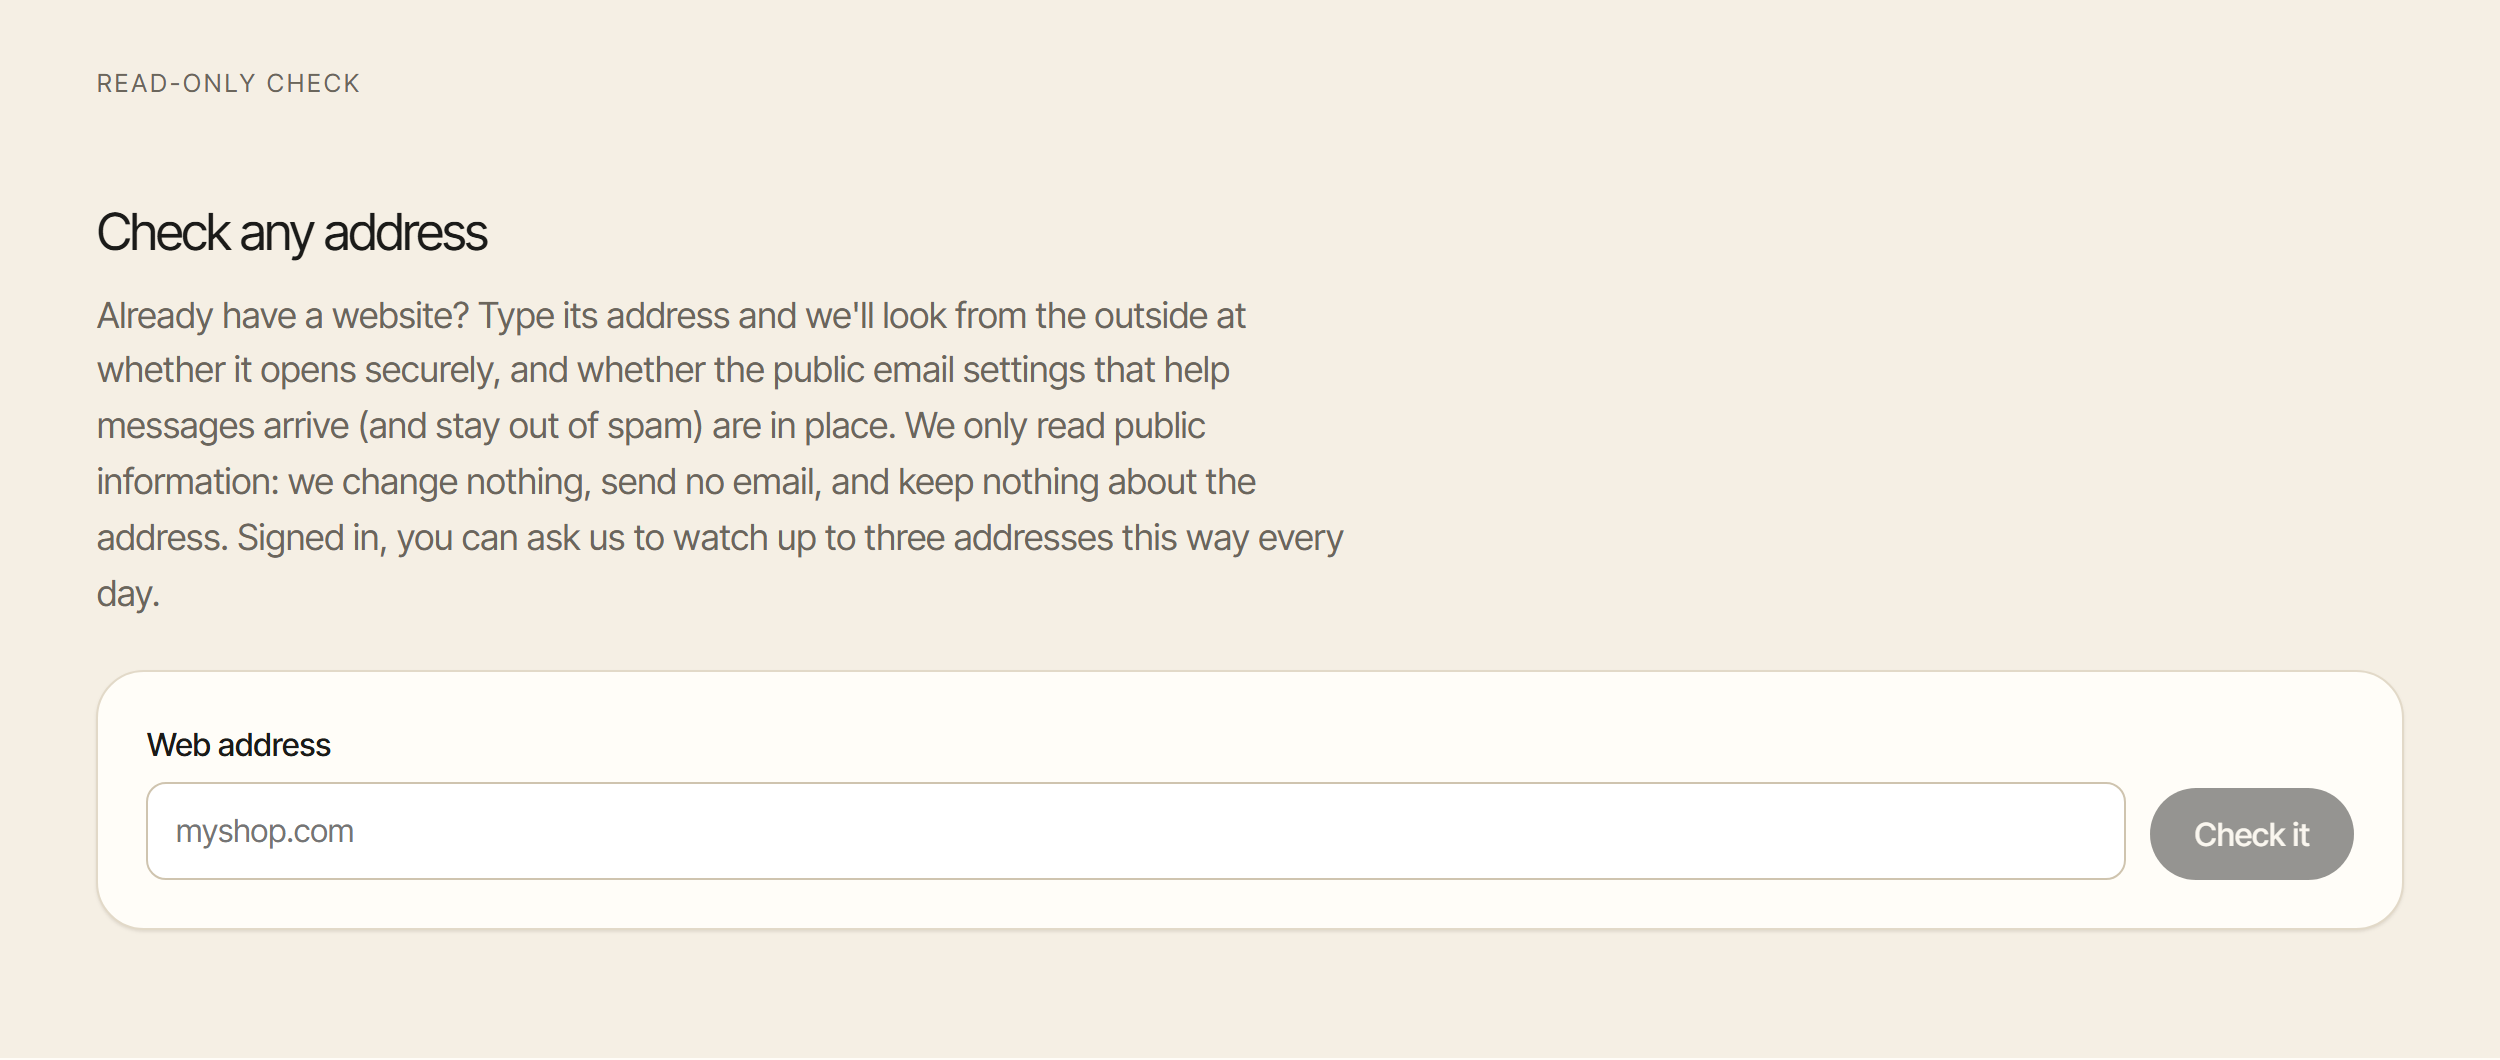 READ-ONLY CHECK
Check any address
Already have a website? Type its address and we'll look from the outside at
whether it opens securely, and whether the public email settings that help
messages arrive (and stay out of spam) are in place. We only read public
information: we change nothing, send no email, and keep nothing about the
address. Signed in, you can ask us to watch up to three addresses this way every
day.
Web address
myshop.com
Check it